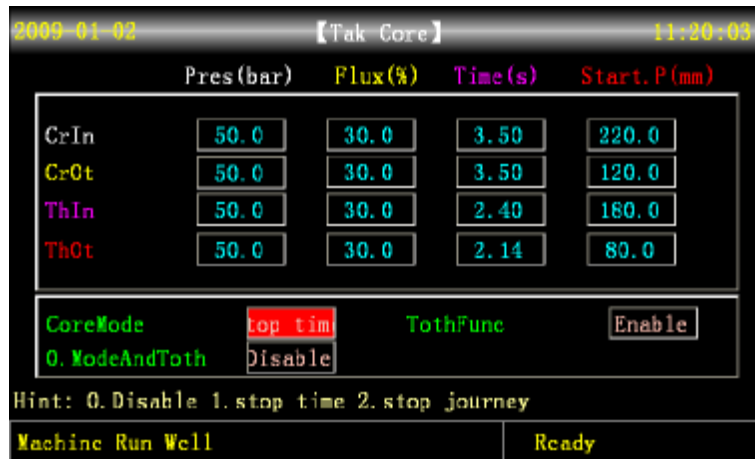 2009-01-02 【Tak Core】 11:20:03
Pres(bar) Flux(%) Time(s) Start.P(mm)
CrIn 50.0 30.0 3.50 220.0
CrOt 50.0 30.0 3.50 120.0
ThIn 50.0 30.0 2.40 180.0
ThOt 50.0 30.0 2.14 80.0
CoreMode top tim TothFunc Enable
O.ModeAndToth Disable
Hint: 0.Disable 1.stop time 2.stop journey
Machine Run Well Ready